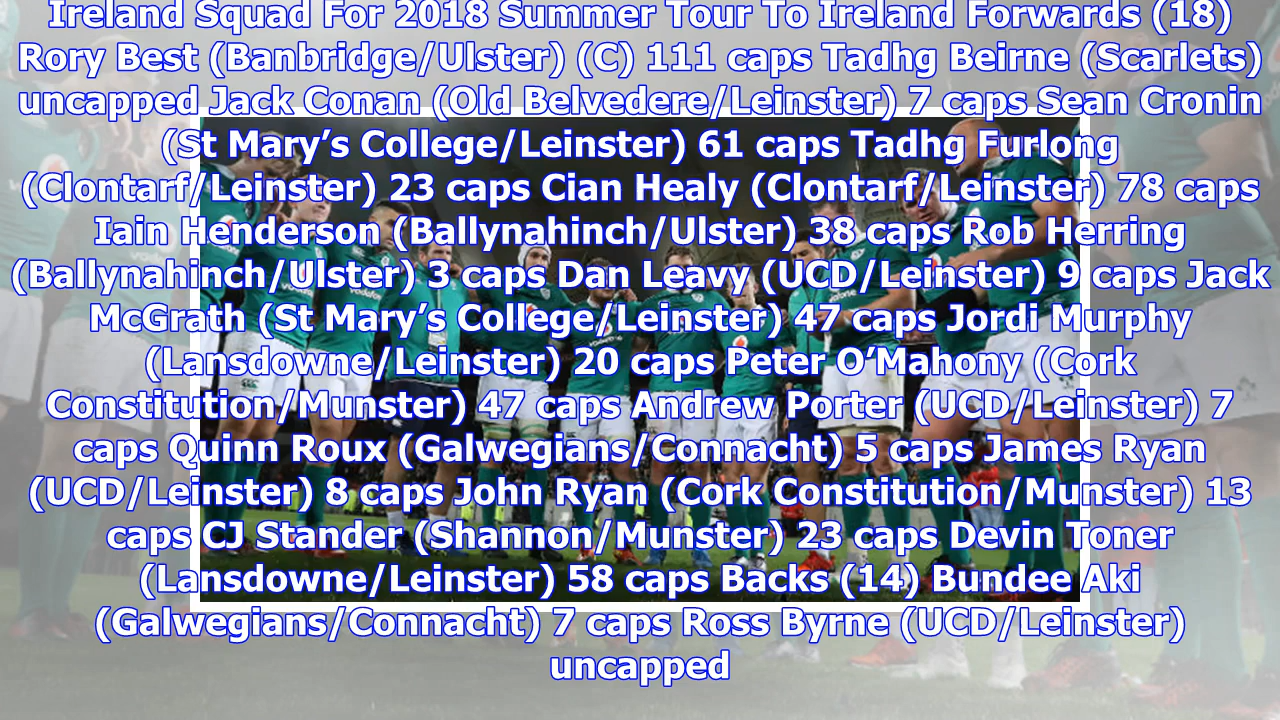 Ireland Squad For 2018 Summer Tour To Ireland Forwards (18)
Rory Best (Banbridge/Ulster) (C) 111 caps Tadhg Beirne (Scarlets)
uncapped Jack Conan (Old Belvedere/Leinster) 7 caps Sean Cronin
(St Mary’s College/Leinster) 61 caps Tadhg Furlong
(Clontarf/Leinster) 23 caps Cian Healy (Clontarf/Leinster) 78 caps
Iain Henderson (Ballynahinch/Ulster) 38 caps Rob Herring
(Ballynahinch/Ulster) 3 caps Dan Leavy (UCD/Leinster) 9 caps Jack
McGrath (St Mary’s College/Leinster) 47 caps Jordi Murphy
(Lansdowne/Leinster) 20 caps Peter O’Mahony (Cork
Constitution/Munster) 47 caps Andrew Porter (UCD/Leinster) 7
caps Quinn Roux (Galwegians/Connacht) 5 caps James Ryan
(UCD/Leinster) 8 caps John Ryan (Cork Constitution/Munster) 13
caps CJ Stander (Shannon/Munster) 23 caps Devin Toner
(Lansdowne/Leinster) 58 caps Backs (14) Bundee Aki
(Galwegians/Connacht) 7 caps Ross Byrne (UCD/Leinster)
uncapped